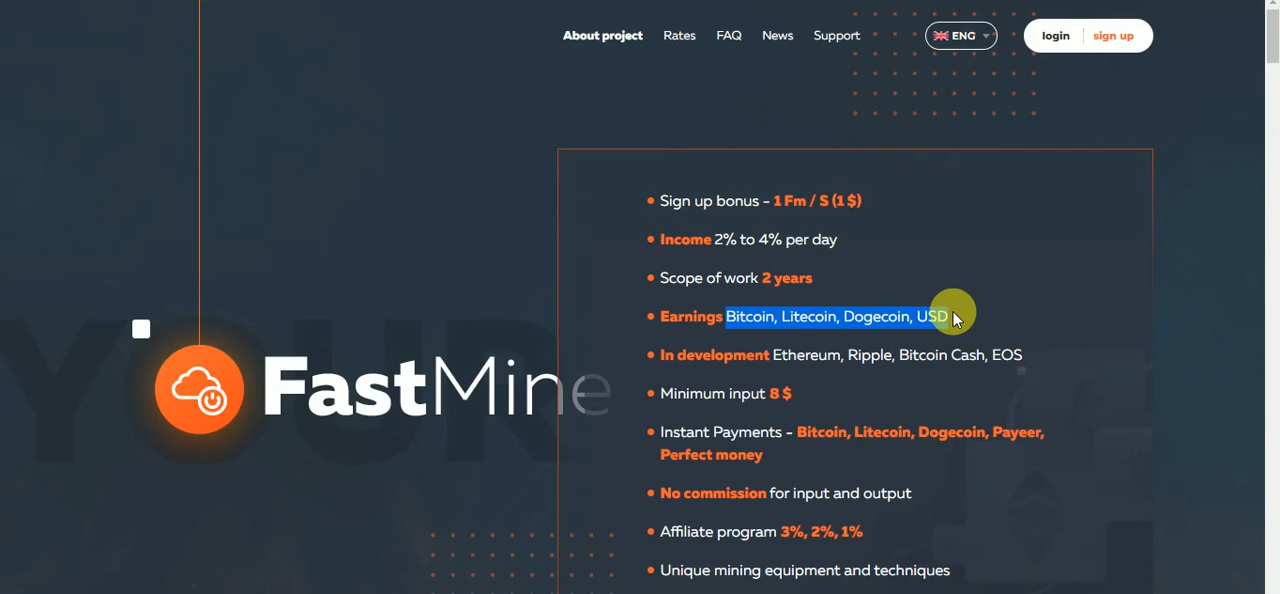 About project Rates FAQ News Support ENG login sign up
Sign up bonus - 1 Fm / S (1 $)
Income 2% to 4% per day
Scope of work 2 years
Earnings Bitcoin, Litecoin, Dogecoin, USD
In development Ethereum, Ripple, Bitcoin Cash, EOS
YOUR
FastMine
Minimum input 8 $
Instant Payments - Bitcoin, Litecoin, Dogecoin, Payeer,
Perfect money
No commission for input and output
Affiliate program 3%, 2%, 1%
Unique mining equipment and techniques